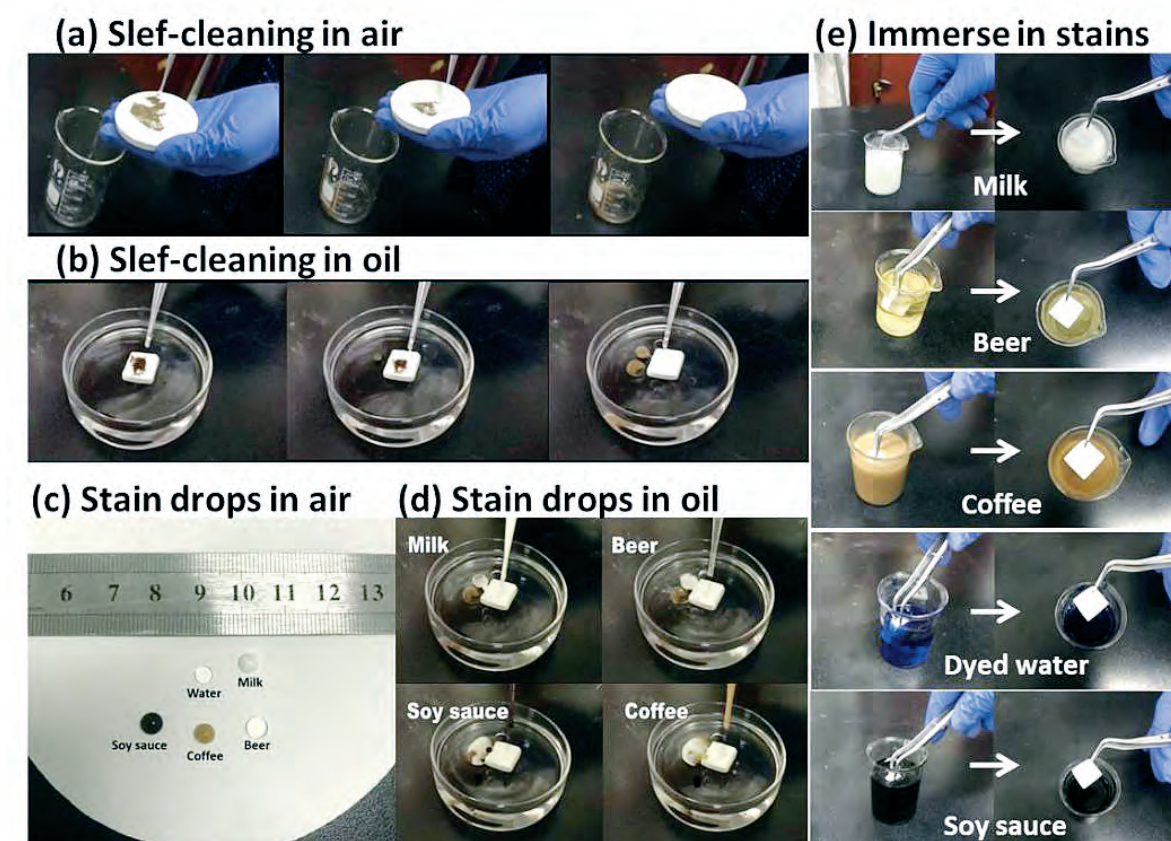 (a) Slef-cleaning in air
(b) Slef-cleaning in oil
(c) Stain drops in air
6 7 8 9 10 11 12 13
Water
Milk
Soy sauce
Coffee
Beer
(d) Stain drops in oil
Milk
Beer
Soy sauce
Coffee
(e) Immerse in stains
Milk
Beer
Coffee
Dyed water
Soy sauce